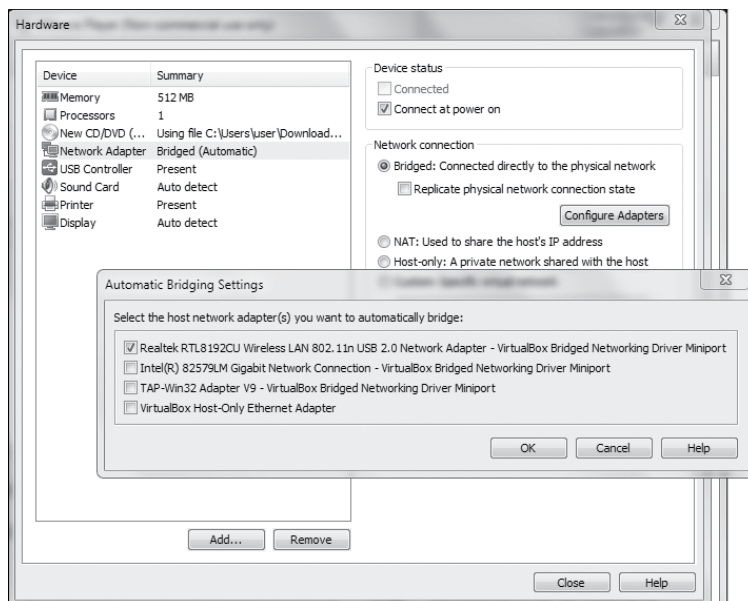 Hardware
Device Summary
Memory 512 MB
Processors 1
New CD/DVD (... Using file C:\Users\user\Download...
Network Adapter Bridged (Automatic)
USB Controller Present
Sound Card Auto detect
Printer Present
Display Auto detect
Device status
Connected
Connect at power on
Network connection
Bridged: Connected directly to the physical network
Replicate physical network connection state
Configure Adapters
NAT: Used to share the host's IP address
Host-only: A private network shared with the host
Automatic Bridging Settings
Select the host network adapter(s) you want to automatically bridge:
Realtek RTL8192CU Wireless LAN 802.11n USB 2.0 Network Adapter - VirtualBox Bridged Networking Driver Miniport
Intel(R) 82579LM Gigabit Network Connection - VirtualBox Bridged Networking Driver Miniport
TAP-Win32 Adapter V9 - VirtualBox Bridged Networking Driver Miniport
VirtualBox Host-Only Ethernet Adapter
OK Cancel Help
Add... Remove
Close Help